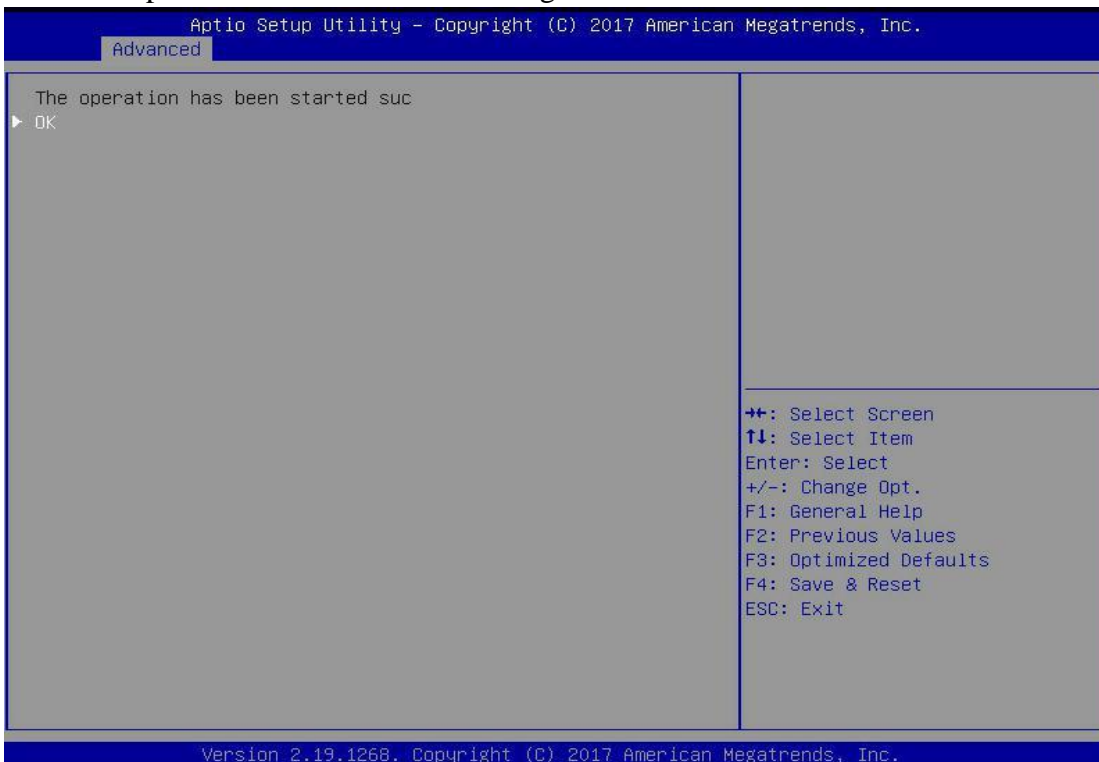 Aptio Setup Utility – Copyright (C) 2017 American Megatrends, Inc.
Advanced
The operation has been started suc
OK
→←: Select Screen
↑↓: Select Item
Enter: Select
+/-: Change Opt.
F1: General Help
F2: Previous Values
F3: Optimized Defaults
F4: Save & Reset
ESC: Exit
Version 2.19.1268. Copyright (C) 2017 American Megatrends, Inc.